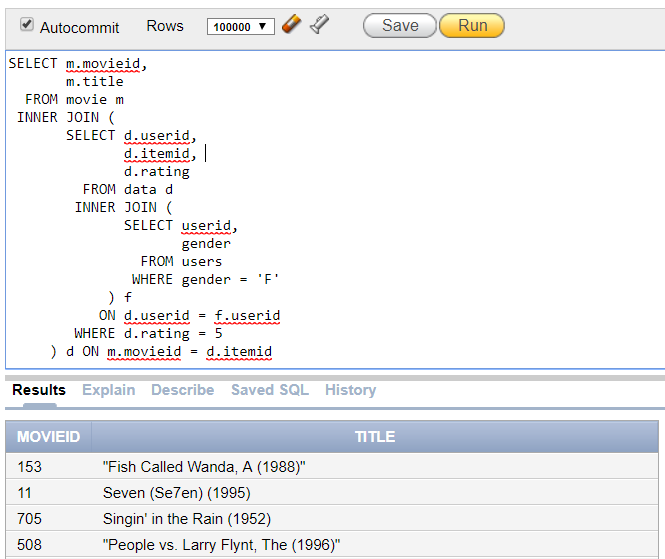 Autocommit Rows 100000 Save Run
SELECT m.movieid,
m.title
FROM movie m
INNER JOIN (
SELECT d.userid,
d.itemid,
d.rating
FROM data d
INNER JOIN (
SELECT userid,
gender
FROM users
WHERE gender = 'F'
) f
ON d.userid = f.userid
WHERE d.rating = 5
) d ON m.movieid = d.itemid
Results Explain Describe Saved SQL History
MOVIEID TITLE
153 "Fish Called Wanda, A (1988)"
11 Seven (Se7en) (1995)
705 Singin' in the Rain (1952)
508 "People vs. Larry Flynt, The (1996)"